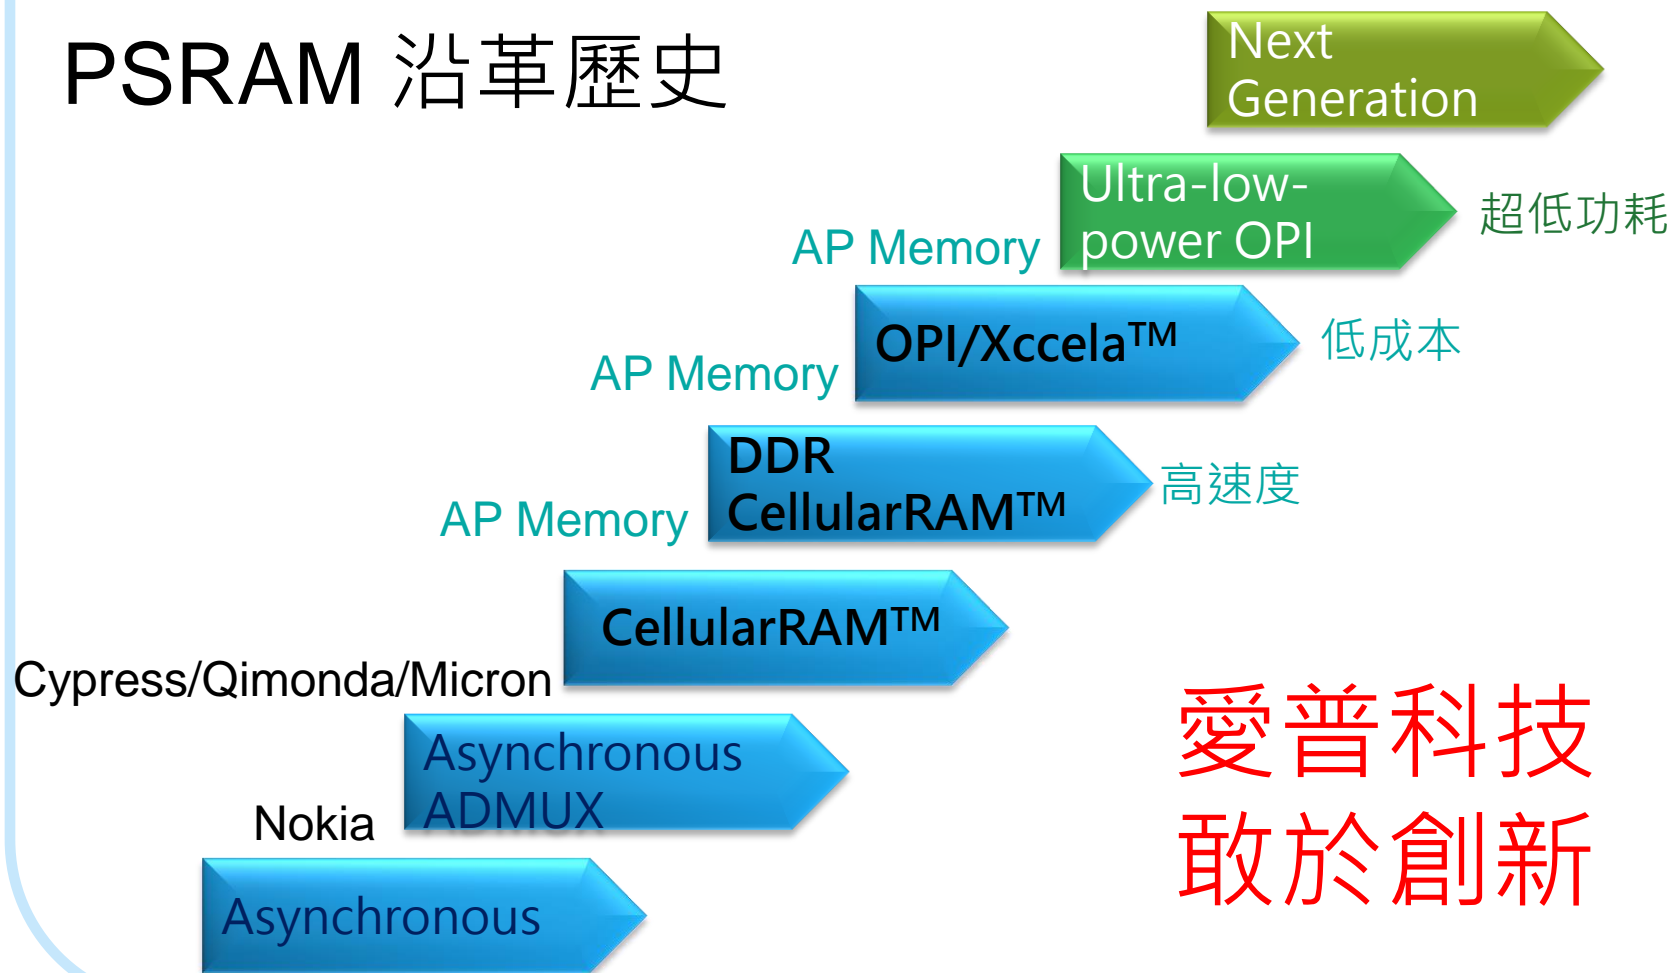 PSRAM 沿革歷史
Next
Generation
Ultra-low-
power OPI
超低功耗
AP Memory
OPI/Xccela™
低成本
AP Memory
DDR
CellularRAM™
高速度
AP Memory
CellularRAM™
Cypress/Qimonda/Micron
Asynchronous
ADMUX
Nokia
Asynchronous
愛普科技
敢於創新